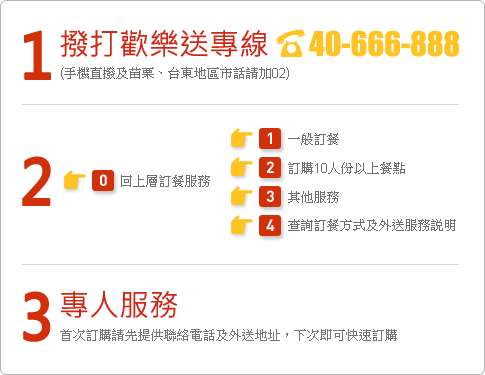 1 撥打歡樂送專線 ☎40-666-888
(手機直撥及苗栗、台東地區市話請加02)
2
0 回上層訂餐服務
1 一般訂餐
2 訂購10人份以上餐點
3 其他服務
4 查詢訂餐方式及外送服務説明
3 專人服務
首次訂購請先提供聯絡電話及外送地址，下次即可快速訂購